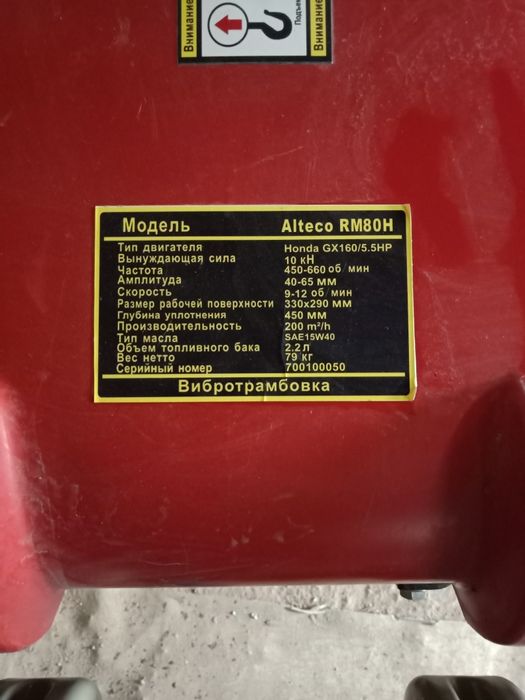 Внимание
Подъем
Внимание
Модель Alteco RM80H
Тип двигателя Honda GX160/5.5HP
Вынуждающая сила 10 кН
Частота 450-660 об мин
Амплитуда 40-65 мм
Скорость 9-12 об мин
Размер рабочей поверхности 330x290 мм
Глубина уплотнения 450 мм
Производительность 200 m²/h
Тип масла SAE15W40
Объем топливного бака 2.2 л
Вес нетто 79 кг
Серийный номер 700100050
Вибротрамбовка